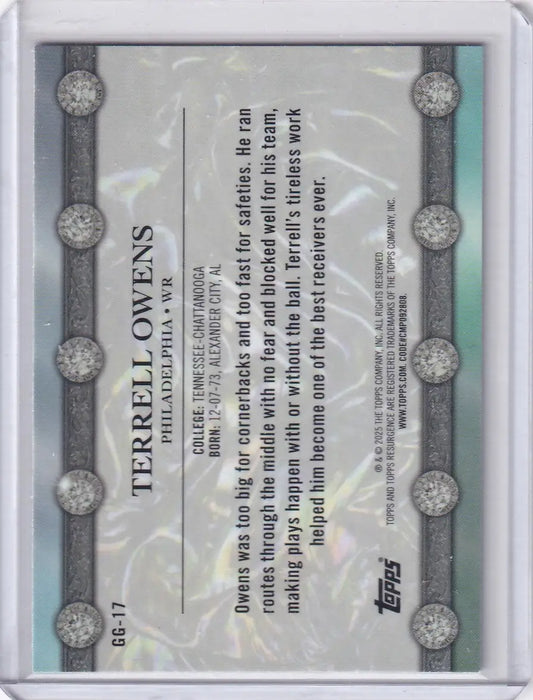 GG-17
TERRELL OWENS
PHILADELPHIA • WR
COLLEGE: TENNESSEE-CHATTANOOGA
BORN: 12-07-73, ALEXANDER CITY, AL
Owens was too big for cornerbacks and too fast for safeties. He ran
routes through the middle with no fear and blocked well for his team,
making plays happen with or without the ball. Terrell's tireless work
helped him become one of the best receivers ever.
topps®
® & © 2025 THE TOPPS COMPANY, INC. ALL RIGHTS RESERVED.
TOPPS AND TOPPS RESURGENCE ARE REGISTERED TRADEMARKS OF THE TOPPS COMPANY, INC.
WWW.TOPPS.COM. CODE#CMP092808.